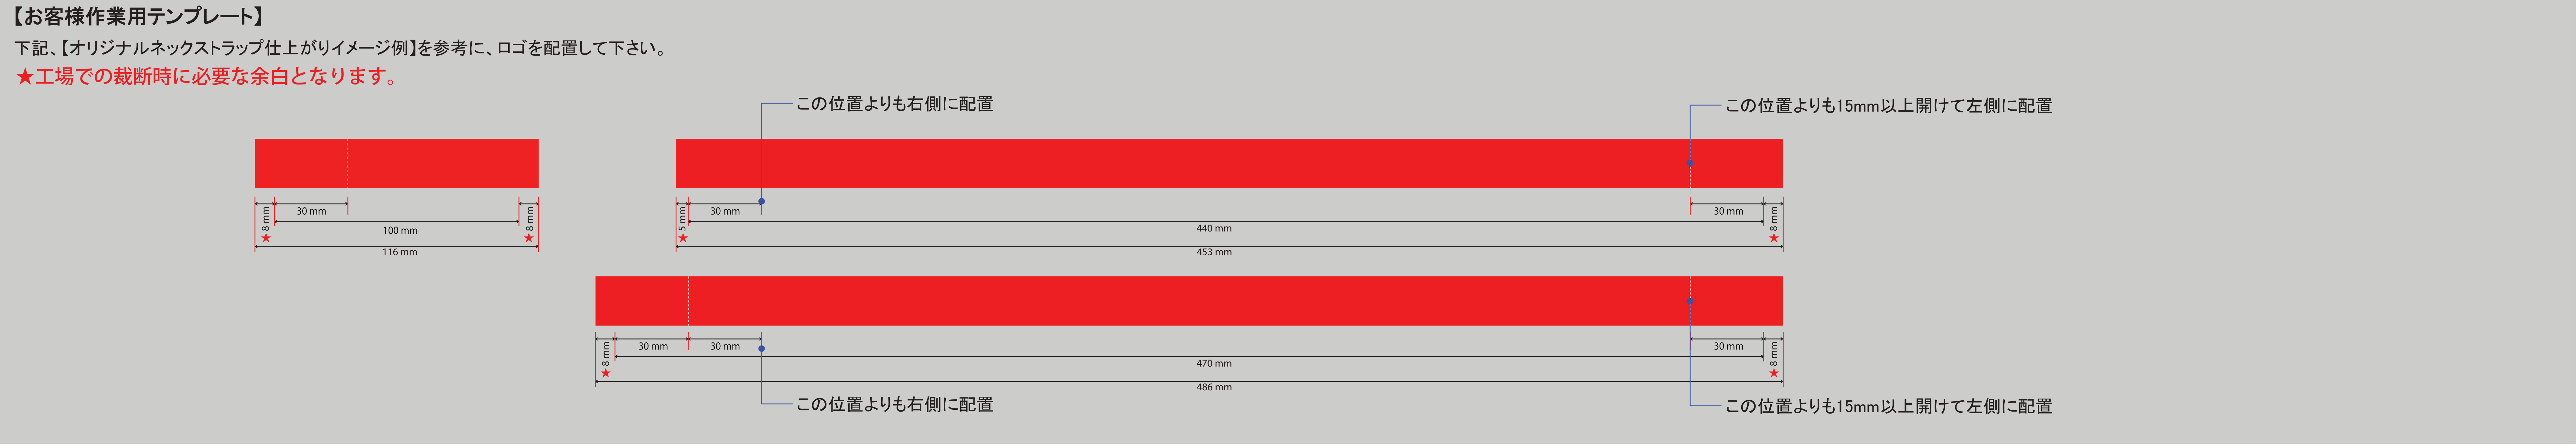 【お客様作業用テンプレート】
下記、【オリジナルネックストラップ仕上がりイメージ例】を参考に、ロゴを配置して下さい。
★工場での裁断時に必要な余白となります。
この位置よりも右側に配置
この位置よりも15mm以上開けて左側に配置
★ 8 mm
30 mm
100 mm
★ 8 mm
116 mm
★ 5 mm
30 mm
440 mm
30 mm
★ 8 mm
453 mm
★ 8 mm
30 mm
30 mm
470 mm
30 mm
★ 8 mm
486 mm
この位置よりも右側に配置
この位置よりも15mm以上開けて左側に配置